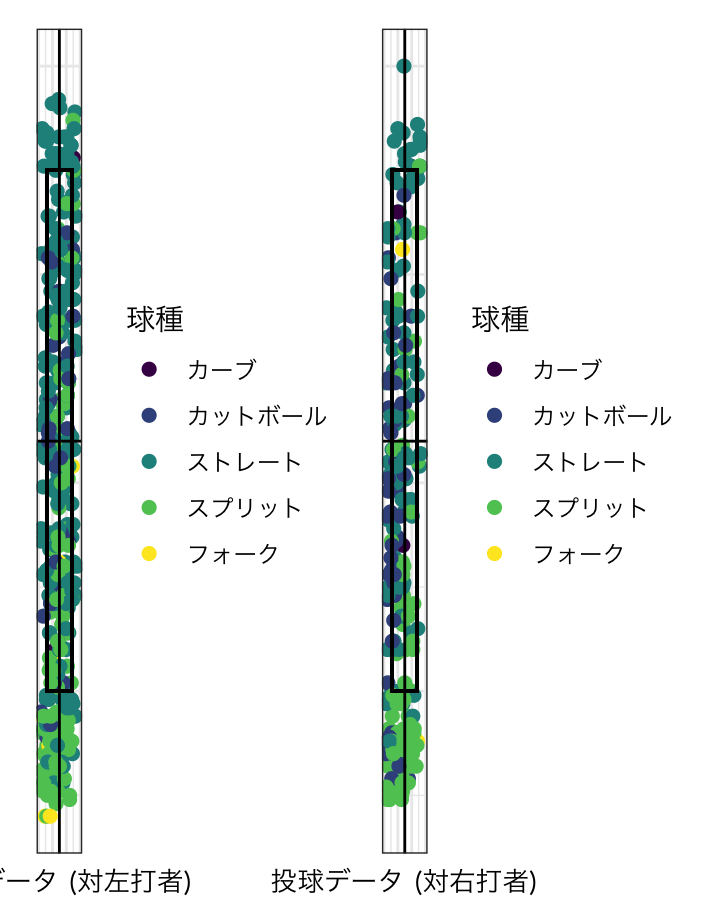 球種
カーブ
カットボール
ストレート
スプリット
フォーク
球種
カーブ
カットボール
ストレート
スプリット
フォーク
データ (対左打者)
投球データ (対右打者)